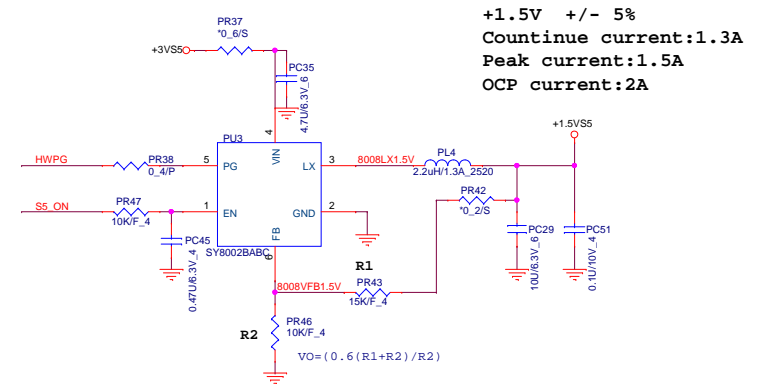 +1.5V +/- 5%
Countinue current:1.3A
Peak current:1.5A
OCP current:2A
PR37
*0_6/S
+3VS5
PC35
4.7U/6.3V_6
+1.5VS5
PU3
4
VIN
HWPG
PR38
0_4/P
5
PG
LX
3
8008LX1.5V
PL4
2.2uH/1.3A_2520
S5_ON
PR47
10K/F_4
1
EN
GND
2
PR42
*0_2/S
PC45
0.47U/6.3V_4
FB
SY8002BABC
6
PC29
10U/6.3V_6
PC51
0.1U/10V_4
R1
8008VFB1.5V
PR43
15K/F_4
R2
PR46
10K/F_4
VO=(0.6(R1+R2)/R2)